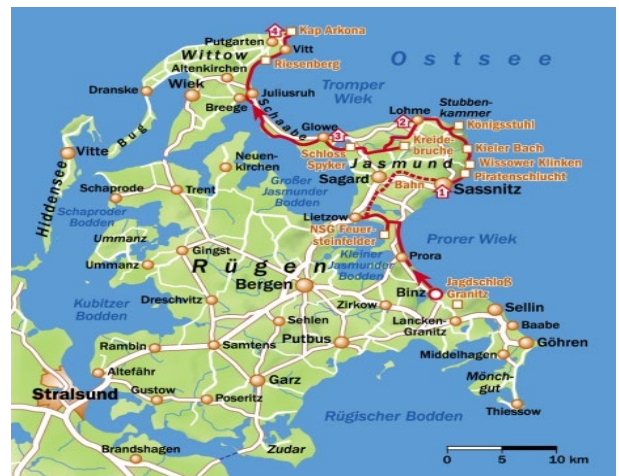 Kap Arkona
Putgarten
4
Vitt
Wittow
Riesenberg
Ostsee
Altenkirchen
Tromper
Wiek
Dranske
Wiek
Juliusruh
Breege
Schaabe
Lohme
Stubben-
kammer
2
Königsstuhl
Bug
Glowe
3
Kreide-
brüche
Kieler Bach
Vitte
Schloss
Spyker
Jasmund
Wissower Klinken
Neuen-
kirchen
Piratenschlucht
Sagard
Bahn
Sassnitz
1
Hiddensee
Schaprode
Trent
Großer
Jasmunder
Bodden
Schaproder
Bodden
Lietzow
NSG Feuer-
steinfelder
Prorer Wiek
Ummanz
Ummanz
Gingst
Rügen
Kleiner
Jasmunder
Bodden
Prora
Bergen
Binz
Jagdschloß
Granitz
Kubitzer
Bodden
Dreschvitz
Zirkow
Sellin
Sehlen
Lancken-
Granitz
Baabe
Rambin
Samtens
Putbus
Göhren
Middelhagen
Altefähr
Garz
Mönch-
gut
Stralsund
Gustow
Poseritz
Rügischer Bodden
Thiessow
Zudar
Brandshagen
0 5 10 km